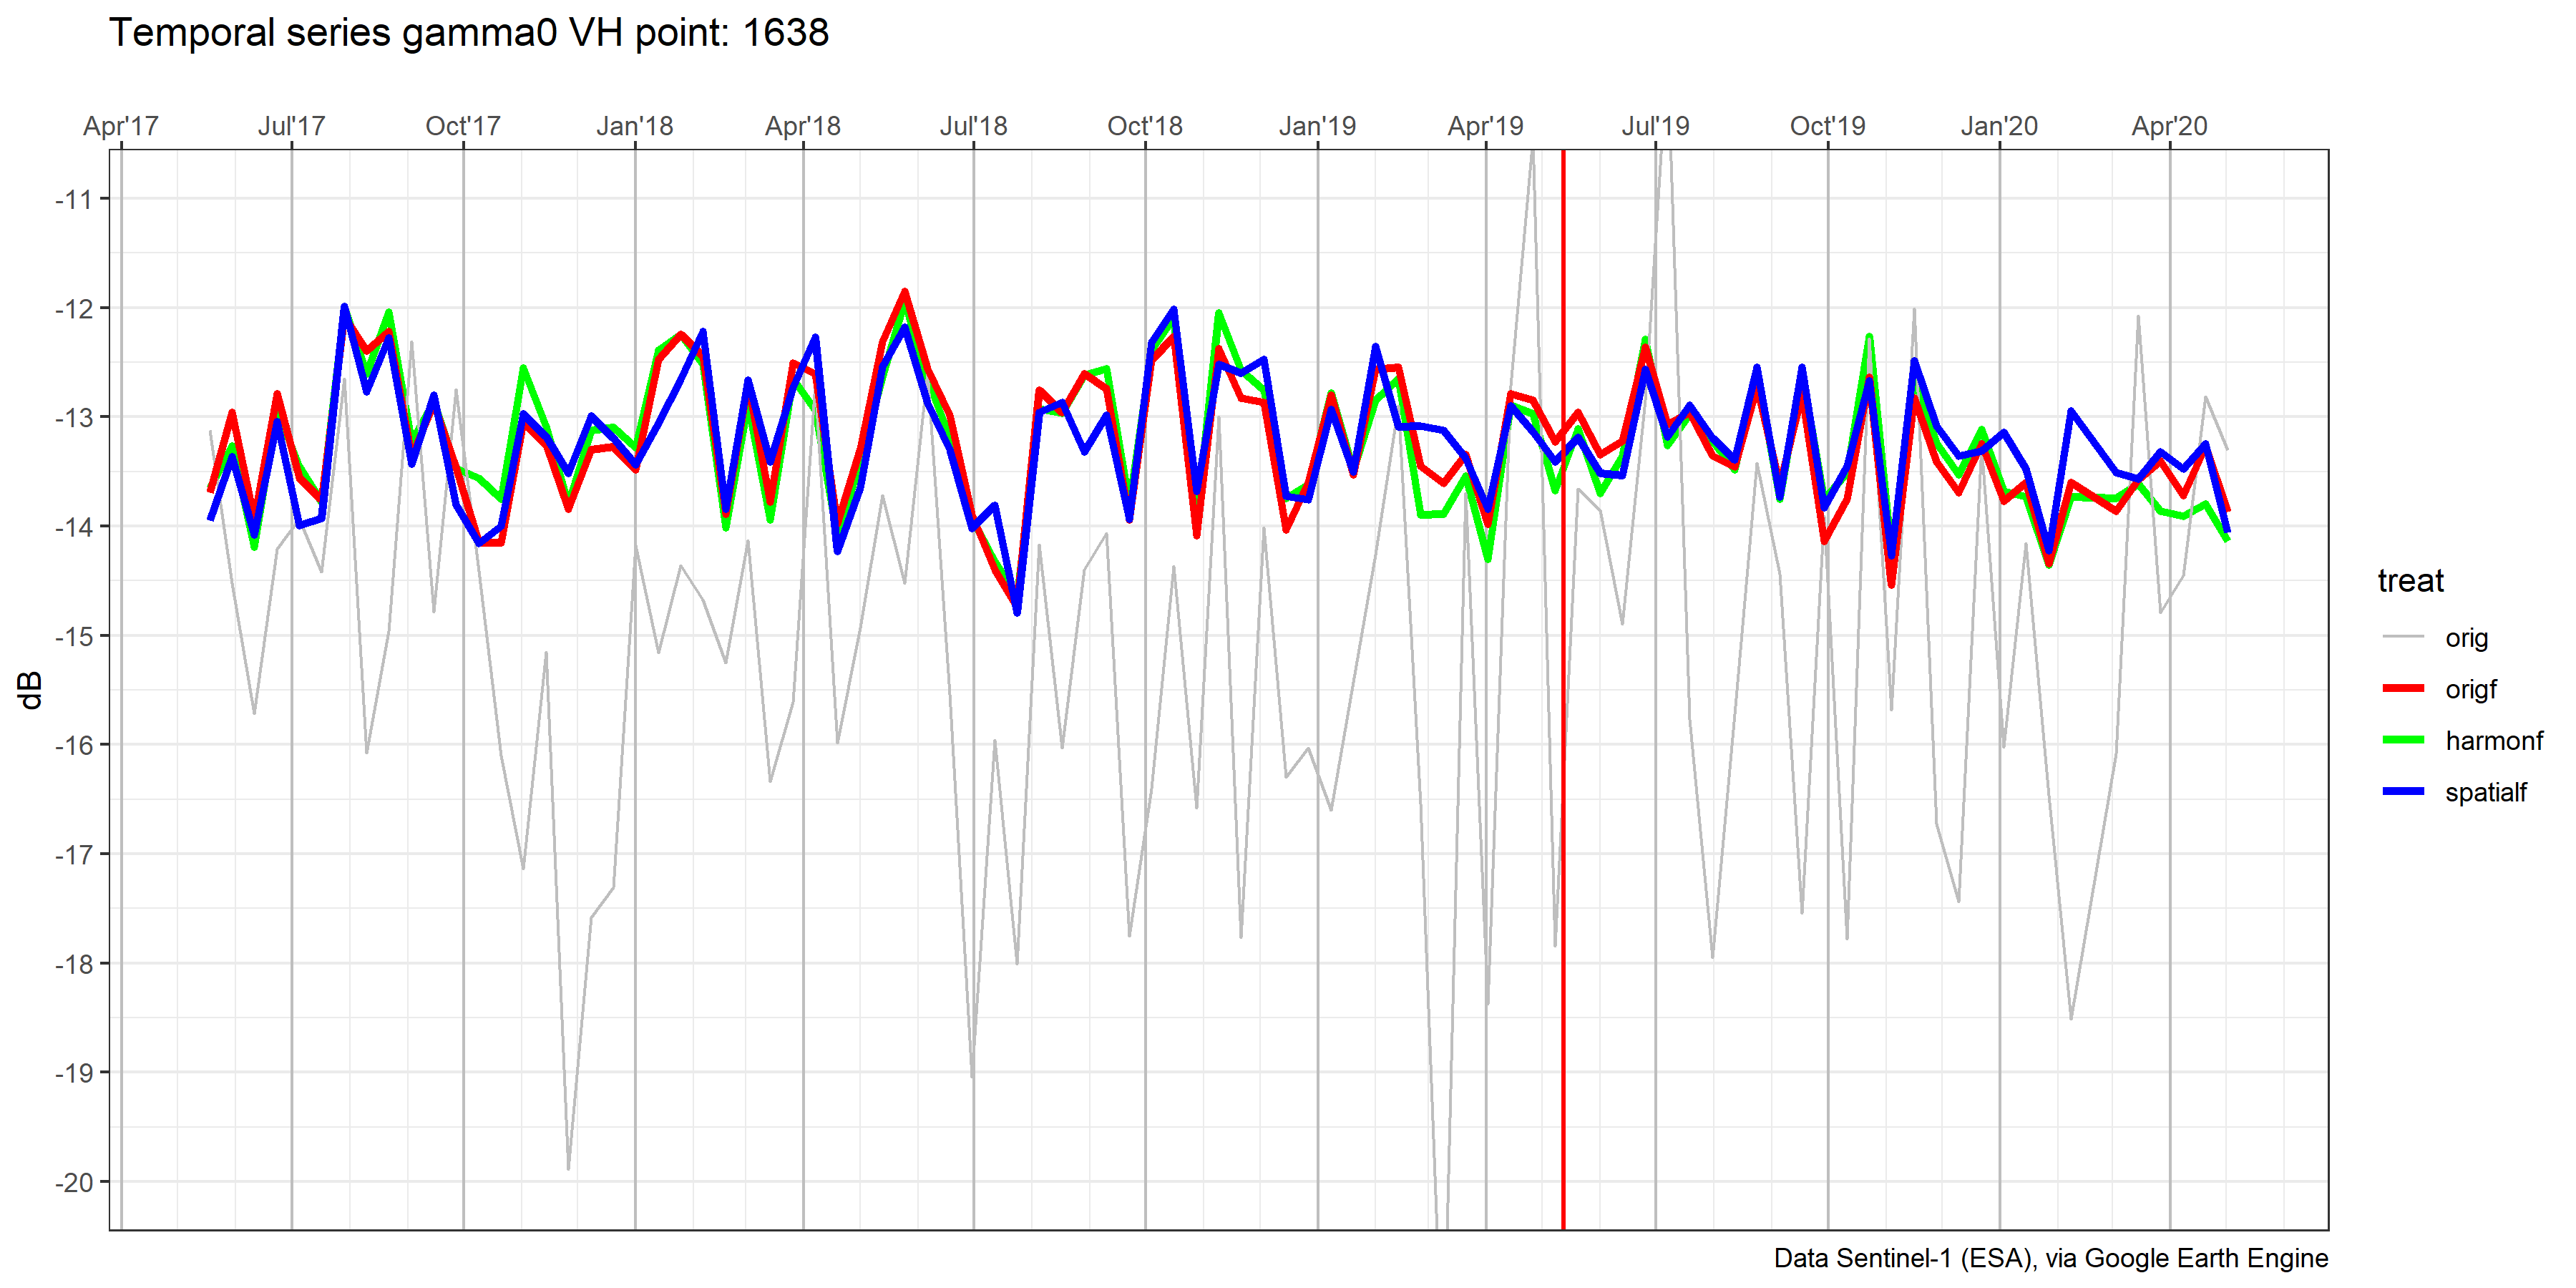 Temporal series gamma0 VH point: 1638
Apr'17 Jul'17 Oct'17 Jan'18 Apr'18 Jul'18 Oct'18 Jan'19 Apr'19 Jul'19 Oct'19 Jan'20 Apr'20
-11
-12
-13
-14
-15
-16
-17
-18
-19
-20
dB
treat
orig
origf
harmonf
spatialf
Data Sentinel-1 (ESA), via Google Earth Engine